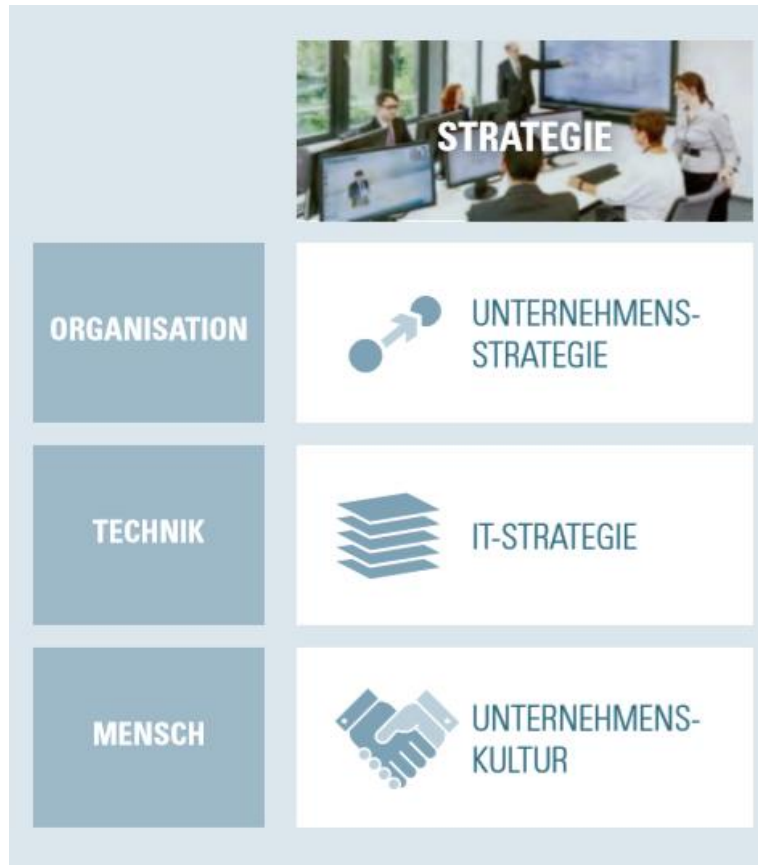 STRATEGIE
ORGANISATION
UNTERNEHMENS-
STRATEGIE
TECHNIK
IT-STRATEGIE
MENSCH
UNTERNEHMENS-
KULTUR